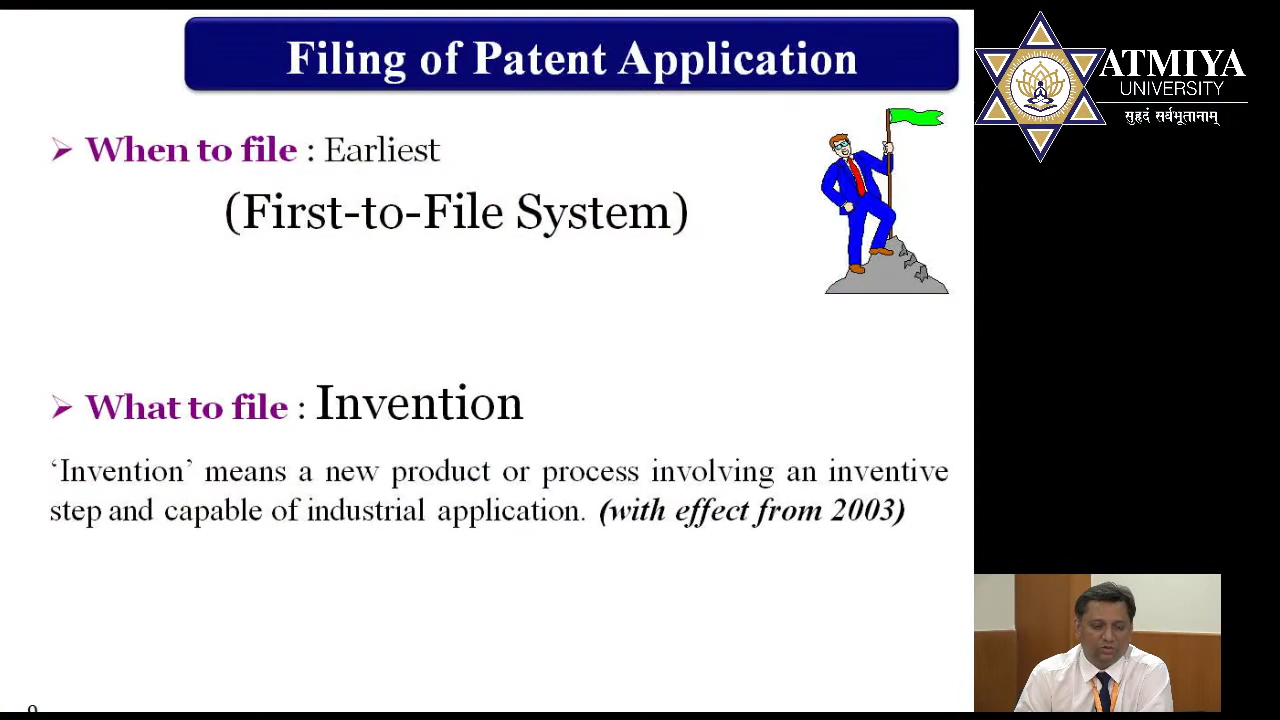 Filing of Patent Application
➢ When to file : Earliest
(First-to-File System)
➢ What to file : Invention
‘Invention’ means a new product or process involving an inventive
step and capable of industrial application. (with effect from 2003)
9
ATMIYA
UNIVERSITY
सुहृदं सर्वभूतानाम्